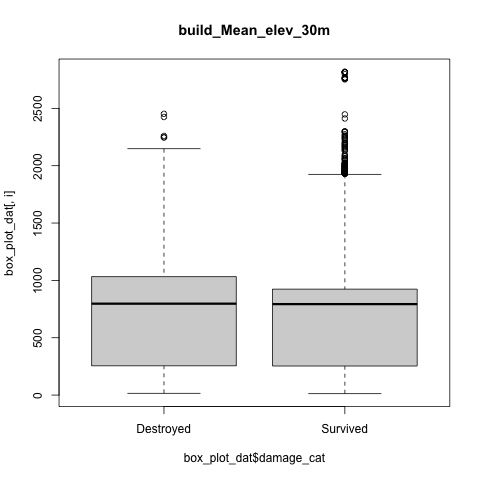 build_Mean_elev_30m
box_plot_dat[, i]
2500
2000
1500
1000
500
0
Destroyed Survived
box_plot_dat$damage_cat